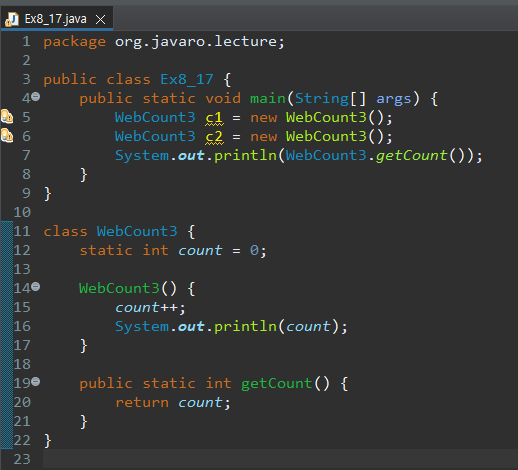 Ex8_17.java
1 package org.javaro.lecture;
2
3 public class Ex8_17 {
4     public static void main(String[] args) {
5         WebCount3 c1 = new WebCount3();
6         WebCount3 c2 = new WebCount3();
7         System.out.println(WebCount3.getCount());
8     }
9 }
10
11 class WebCount3 {
12     static int count = 0;
13
14     WebCount3() {
15         count++;
16         System.out.println(count);
17     }
18
19     public static int getCount() {
20         return count;
21     }
22 }
23